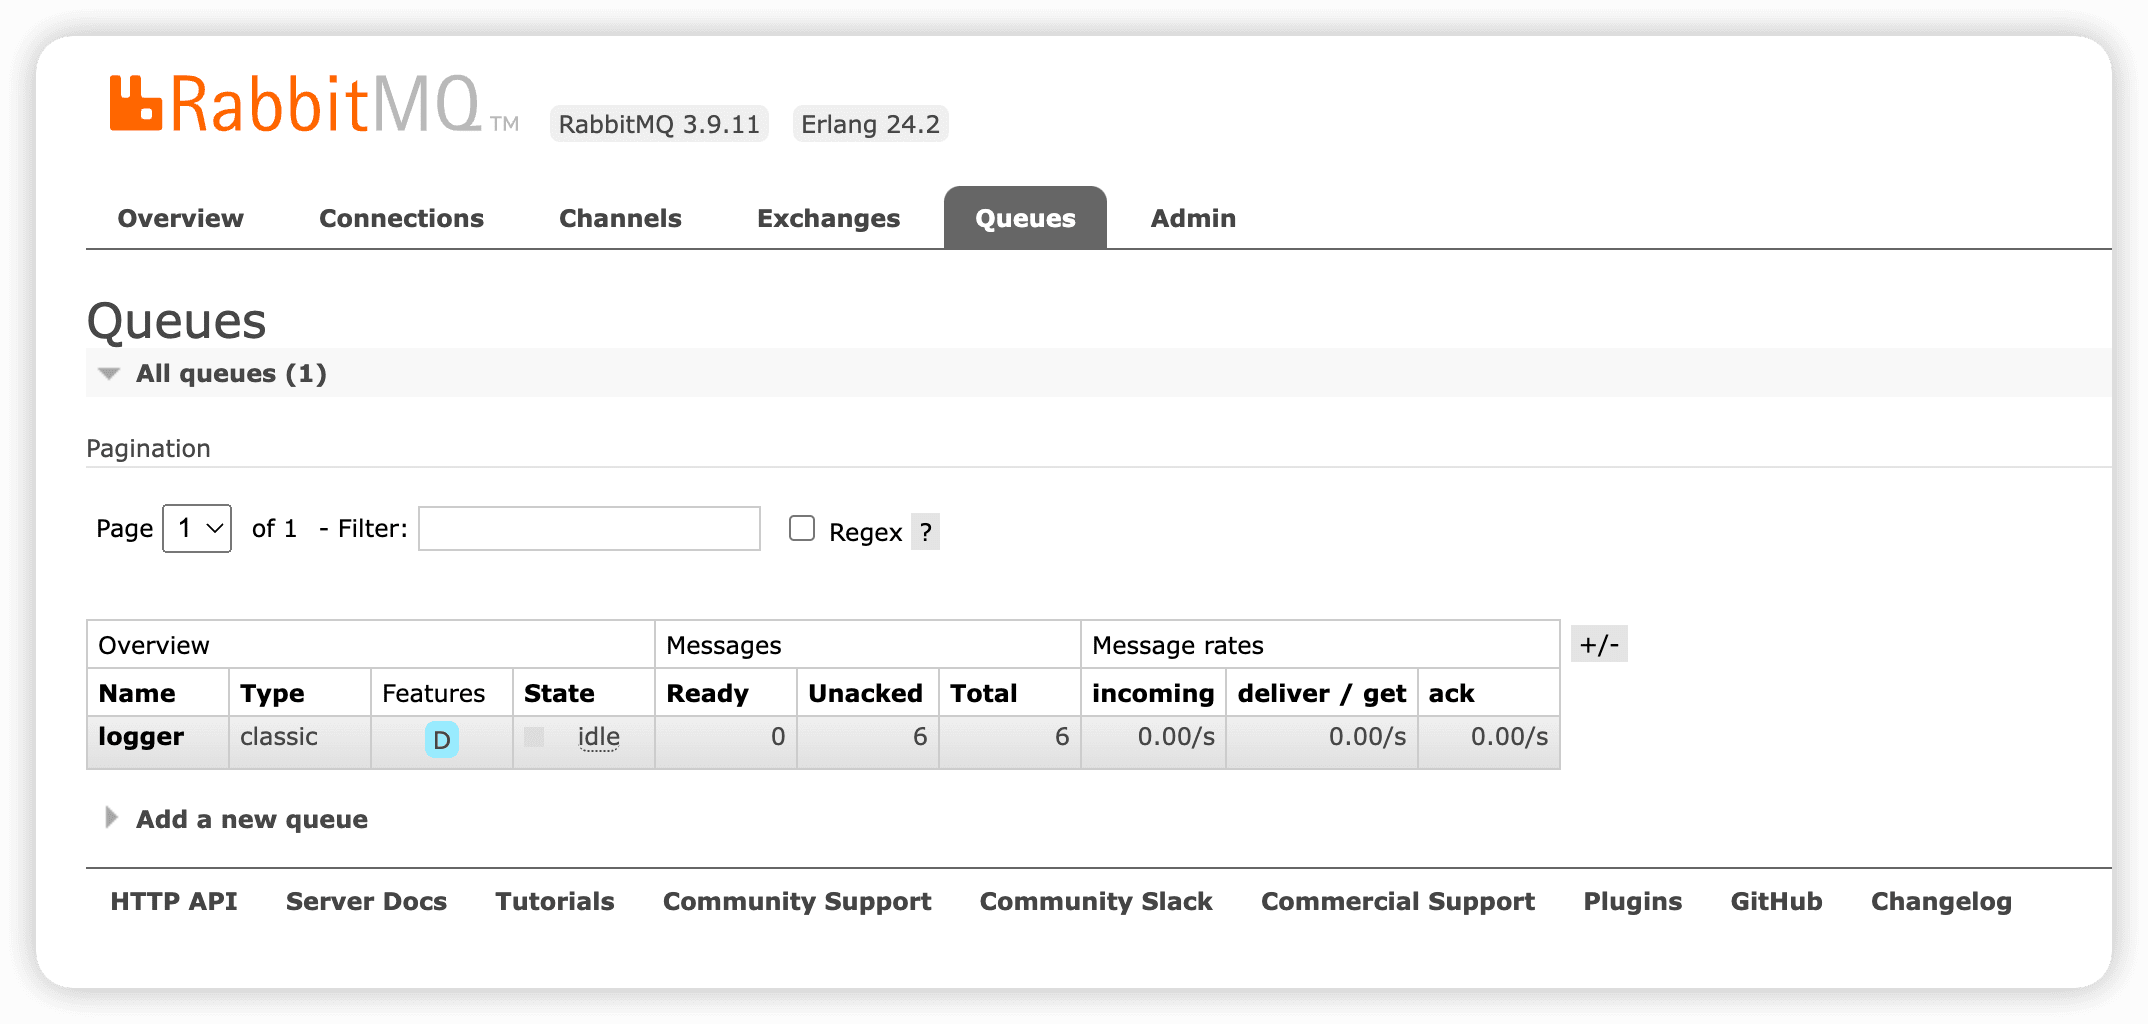 RabbitMQ TM RabbitMQ 3.9.11 Erlang 24.2
Overview Connections Channels Exchanges Queues Admin
Queues
All queues (1)
Pagination
Page 1 of 1 - Filter: Regex ?
Overview Messages Message rates +/-
Name Type Features State Ready Unacked Total incoming deliver / get ack
logger classic D idle 0 6 6 0.00/s 0.00/s 0.00/s
Add a new queue
HTTP API Server Docs Tutorials Community Support Community Slack Commercial Support Plugins GitHub Changelog